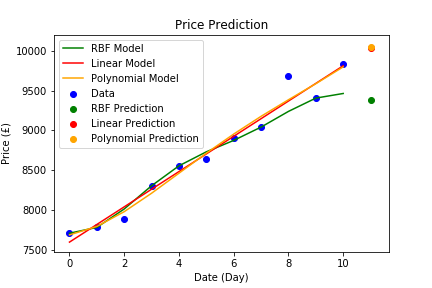 Price Prediction
RBF Model
Linear Model
Polynomial Model
Data
RBF Prediction
Linear Prediction
Polynomial Prediction
Price (£)
10000
9500
9000
8500
8000
7500
0 2 4 6 8 10
Date (Day)